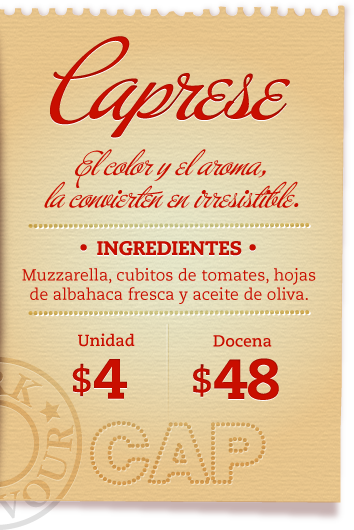 Caprese
El color y el aroma,
la convierten en irresistible.
• INGREDIENTES •
Muzzarella, cubitos de tomates, hojas
de albahaca fresca y aceite de oliva.
Unidad
$4
Docena
$48
CAP